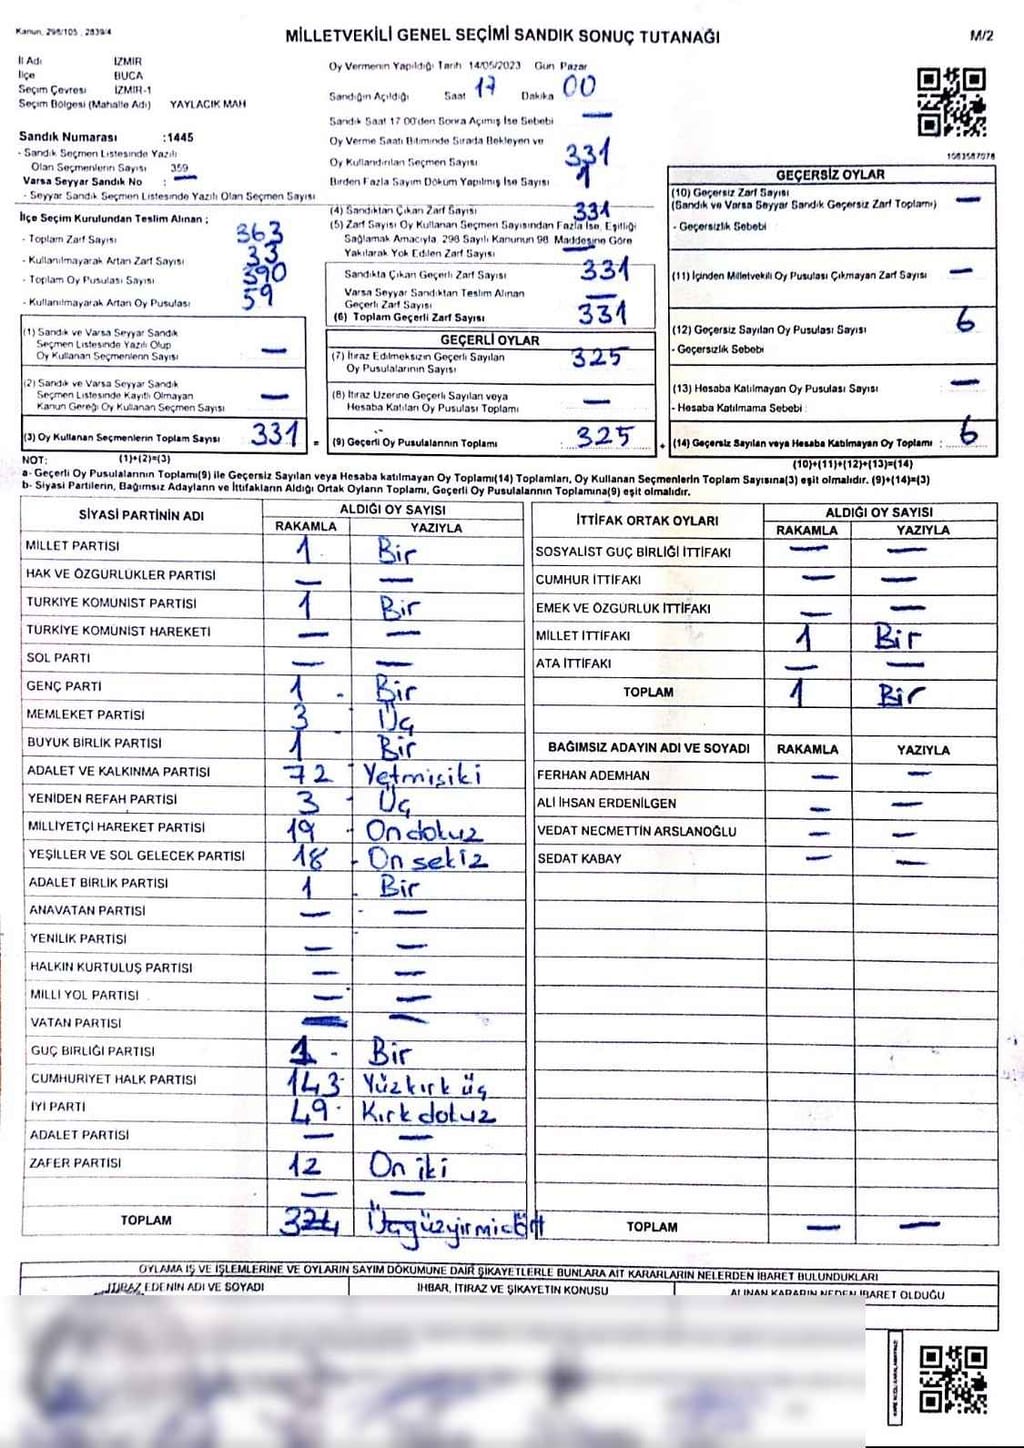 Kanun, 298/105 , 2839/4
MİLLETVEKİLİ GENEL SEÇİMİ SANDIK SONUÇ TUTANAĞI
M/2
İl Adı İZMİR
İlçe BUCA
Seçim Çevresi İZMİR-1
Seçim Bölgesi (Mahalle Adı) YAYLACIK MAH
Sandık Numarası :1445
- Sandık Seçmen Listesinde Yazılı
Olan Seçmenlerin Sayısı 359
Varsa Seyyar Sandık No : —
- Seyyar Sandık Seçmen Listesinde Yazılı Olan Seçmen Sayısı
Oy Vermenin Yapıldığı Tarih 14/05/2023 Gün Pazar
Sandığın Açıldığı Saat 17 Dakika 00
Sandık Saat 17.00'den Sonra Açımış İse Sebebi —
Oy Verme Saati Bitiminde Sırada Bekleyen ve
Oy Kullandırılan Seçmen Sayısı 331
Birden Fazla Sayım Döküm Yapılmış İse Sayısı 1
1083587078
İlçe Seçim Kurulundan Teslim Alınan ;
- Toplam Zarf Sayısı 363
- Kullanılmayarak Artan Zarf Sayısı 33
- Toplam Oy Pusulası Sayısı 390
- Kullanılmayarak Artan Oy Pusulası 59
(1) Sandık ve Varsa Seyyar Sandık
Seçmen Listesinde Yazılı Olup
Oy Kullanan Seçmenlerin Sayısı —
(2) Sandık ve Varsa Seyyar Sandık
Seçmen Listesinde Kayıtlı Olmayan
Kanun Gereği Oy Kullanan Seçmen Sayısı —
(3) Oy Kullanan Seçmenlerin Toplam Sayısı 331
(4) Sandıktan Çıkan Zarf Sayısı 331
(5) Zarf Sayısı Oy Kullanan Seçmen Sayısından Fazla İse, Eşitliği
Sağlamak Amacıyla, 298 Sayılı Kanunun 98. Maddesine Göre
Yakılarak Yok Edilen Zarf Sayısı —
Sandıkta Çıkan Geçerli Zarf Sayısı 331
Varsa Seyyar Sandıktan Teslim Alınan
Geçerli Zarf Sayısı —
(6) Toplam Geçerli Zarf Sayısı 331
GEÇERLİ OYLAR
(7) İtiraz Edilmeksizin Geçerli Sayılan
Oy Pusulalarının Sayısı 325
(8) İtiraz Üzerine Geçerli Sayılan veya
Hesaba Katılan Oy Pusulası Toplamı —
= (9) Geçerli Oy Pusulalarının Toplamı : 325
GEÇERSİZ OYLAR
(10) Geçersiz Zarf Sayısı
(Sandık ve Varsa Seyyar Sandık Geçersiz Zarf Toplamı) —
- Geçersizlik Sebebi
(11) İçinden Milletvekili Oy Pusulası Çıkmayan Zarf Sayısı —
(12) Geçersiz Sayılan Oy Pusulası Sayısı 6
- Geçersizlik Sebebi
(13) Hesaba Katılmayan Oy Pusulası Sayısı —
- Hesaba Katılmama Sebebi
+ (14) Geçersiz Sayılan veya Hesaba Katılmayan Oy Toplamı : 6
NOT: (1)+(2)=(3)
(10)+(11)+(12)+(13)=(14)
a- Geçerli Oy Pusulalarının Toplamı(9) ile Geçersiz Sayılan veya Hesaba katılmayan Oy Toplamı(14) Toplamları, Oy Kullanan Seçmenlerin Toplam Sayısına(3) eşit olmalıdır. (9)+(14)=(3)
b- Siyasi Partilerin, Bağımsız Adayların ve İttifakların Aldığı Ortak Oyların Toplamı, Geçerli Oy Pusulalarının Toplamına(9) eşit olmalıdır.
SİYASİ PARTİNİN ADI ALDIĞI OY SAYISI
RAKAMLA YAZIYLA
MİLLET PARTİSİ 1 Bir
HAK VE ÖZGÜRLÜKLER PARTİSİ — —
TÜRKİYE KOMÜNİST PARTİSİ 1 Bir
TÜRKİYE KOMÜNİST HAREKETİ — —
SOL PARTİ — —
GENÇ PARTİ 1 Bir
MEMLEKET PARTİSİ 3 Üç
BÜYÜK BİRLİK PARTİSİ 1 Bir
ADALET VE KALKINMA PARTİSİ 72 Yetmişiki
YENİDEN REFAH PARTİSİ 3 Üç
MİLLİYETÇİ HAREKET PARTİSİ 19 Ondokuz
YEŞİLLER VE SOL GELECEK PARTİSİ 18 On sekiz
ADALET BİRLİK PARTİSİ 1 Bir
ANAVATAN PARTİSİ — —
YENİLİK PARTİSİ — —
HALKIN KURTULUŞ PARTİSİ — —
MİLLİ YOL PARTİSİ — —
VATAN PARTİSİ — —
GÜÇ BİRLİĞİ PARTİSİ 1 Bir
CUMHURİYET HALK PARTİSİ 143 Yüzkırk üç
İYİ PARTİ 49 Kırkdokuz
ADALET PARTİSİ — —
ZAFER PARTİSİ 12 On iki
— —
TOPLAM 324 Üçyüzyirmidört
İTTİFAK ORTAK OYLARI ALDIĞI OY SAYISI
RAKAMLA YAZIYLA
SOSYALİST GÜÇ BİRLİĞİ İTTİFAKI — —
CUMHUR İTTİFAKI — —
EMEK VE ÖZGÜRLÜK İTTİFAKI — —
MİLLET İTTİFAKI 1 Bir
ATA İTTİFAKI — —
TOPLAM 1 Bir
BAĞIMSIZ ADAYIN ADI VE SOYADI RAKAMLA YAZIYLA
FERHAN ADEMHAN — —
ALİ İHSAN ERDENİLGEN — —
VEDAT NECMETTİN ARSLANOĞLU — —
SEDAT KABAY — —
TOPLAM — —
OYLAMA İŞ VE İŞLEMLERİNE VE OYLARIN SAYIM DÖKÜMÜNE DAİR ŞİKAYETLERLE BUNLARA AİT KARARLARIN NELERDEN İBARET BULUNDUKLARI
İTİRAZ EDENİN ADI VE SOYADI İHBAR, İTİRAZ VE ŞİKAYETİN KONUSU ALINAN KARARIN NEDEN İBARET OLDUĞU